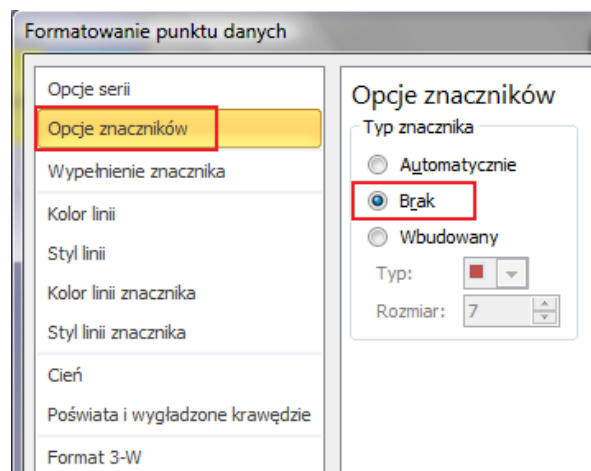 Formatowanie punktu danych
Opcje serii
Opcje znaczników
Wypełnienie znacznika
Kolor linii
Styl linii
Kolor linii znacznika
Styl linii znacznika
Cień
Poświata i wygładzone krawędzie
Format 3-W
Opcje znaczników
Typ znacznika
Automatycznie
Brak
Wbudowany
Typ:
Rozmiar: 7